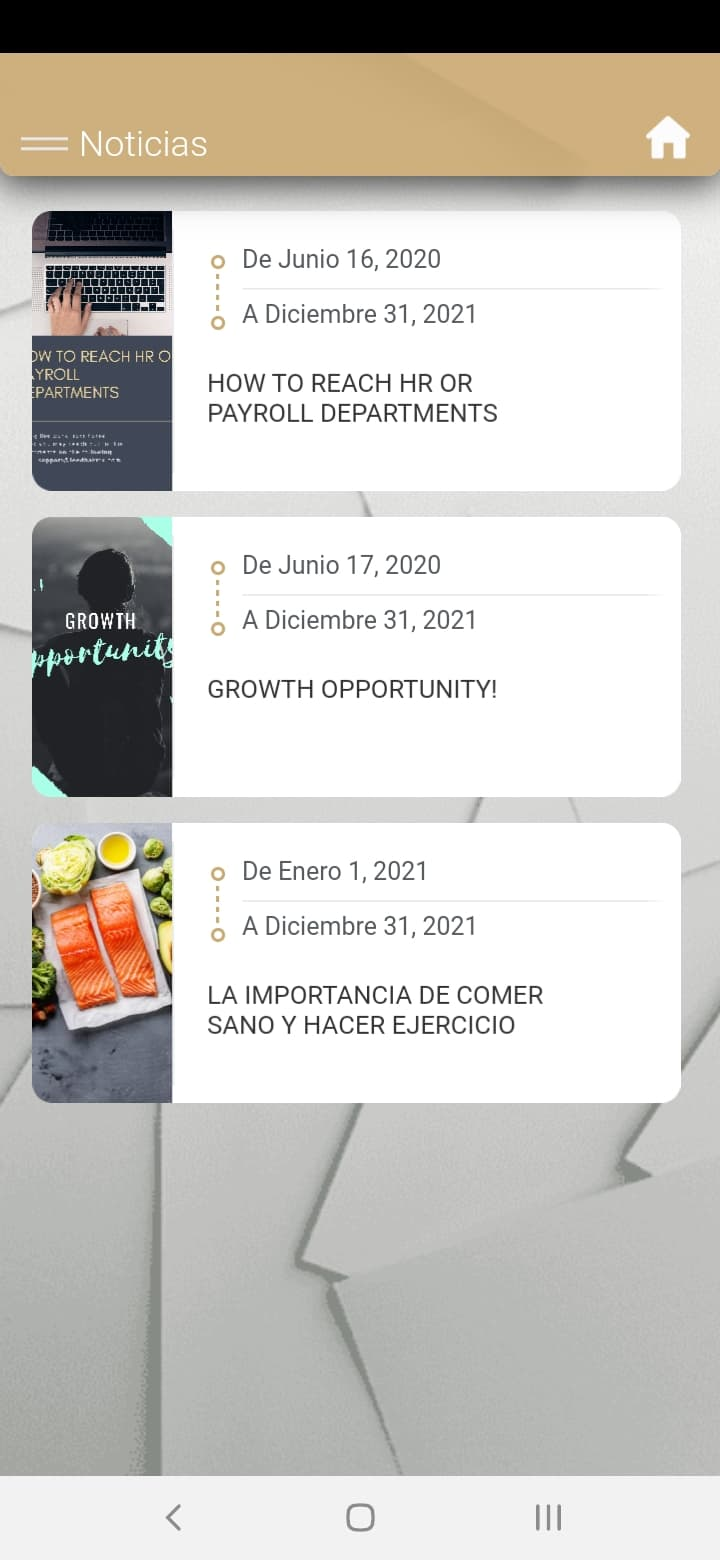 Noticias
OW TO REACH HR O
YROLL
EPARTMENTS
De Junio 16, 2020
A Diciembre 31, 2021
HOW TO REACH HR OR
PAYROLL DEPARTMENTS
GROWTH
pportunity
De Junio 17, 2020
A Diciembre 31, 2021
GROWTH OPPORTUNITY!
De Enero 1, 2021
A Diciembre 31, 2021
LA IMPORTANCIA DE COMER
SANO Y HACER EJERCICIO